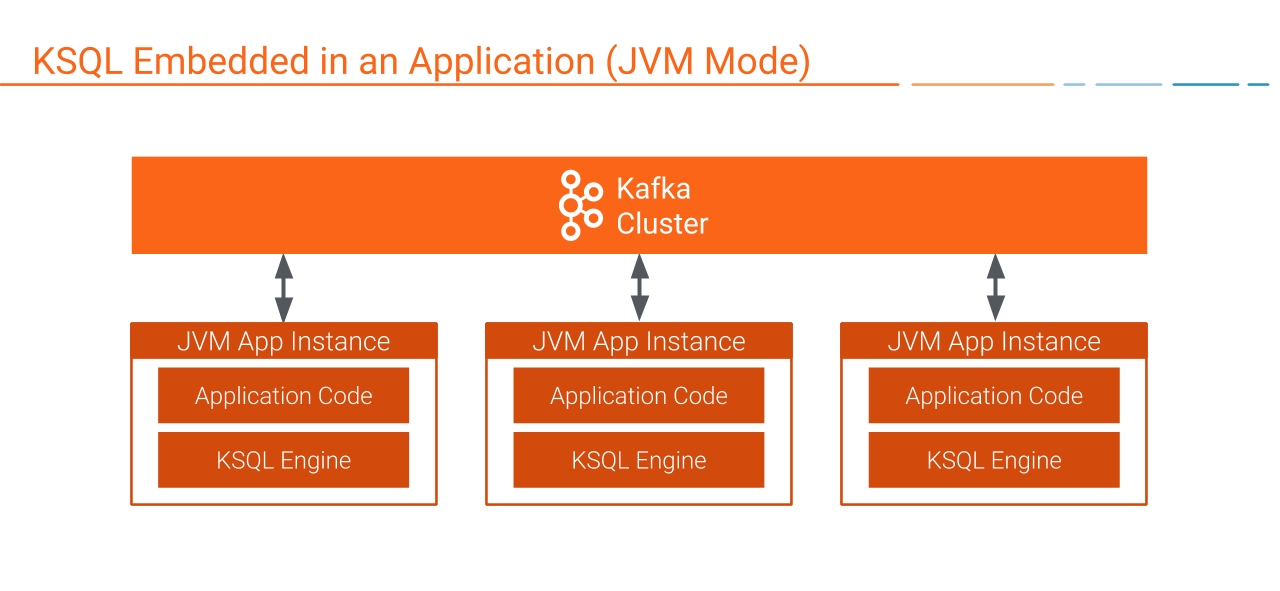 KSQL Embedded in an Application (JVM Mode)
Kafka
Cluster
JVM App Instance
Application Code
KSQL Engine
JVM App Instance
Application Code
KSQL Engine
JVM App Instance
Application Code
KSQL Engine